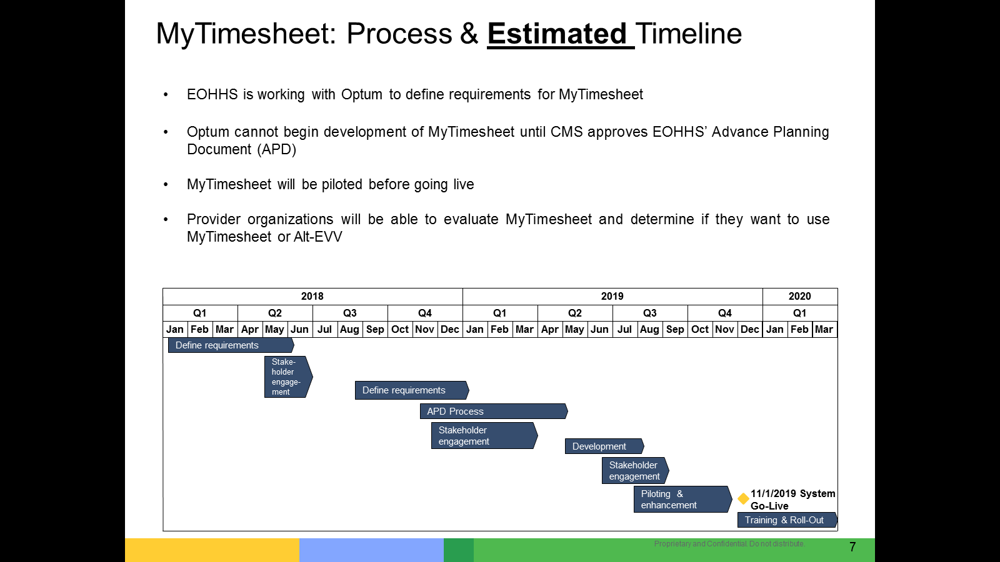 MyTimesheet: Process & Estimated Timeline
• EOHHS is working with Optum to define requirements for MyTimesheet
• Optum cannot begin development of MyTimesheet until CMS approves EOHHS’ Advance Planning
Document (APD)
• MyTimesheet will be piloted before going live
• Provider organizations will be able to evaluate MyTimesheet and determine if they want to use
MyTimesheet or Alt-EVV
2018 2019 2020
Q1 Q2 Q3 Q4 Q1 Q2 Q3 Q4 Q1
Jan Feb Mar Apr May Jun Jul Aug Sep Oct Nov Dec Jan Feb Mar Apr May Jun Jul Aug Sep Oct Nov Dec Jan Feb Mar
Define requirements
Stake-
holder
engage-
ment
Define requirements
APD Process
Stakeholder
engagement
Development
Stakeholder
engagement
Piloting & 
enhancement
11/1/2019 System
Go-Live
Training & Roll-Out
Proprietary and Confidential. Do not distribute.
7